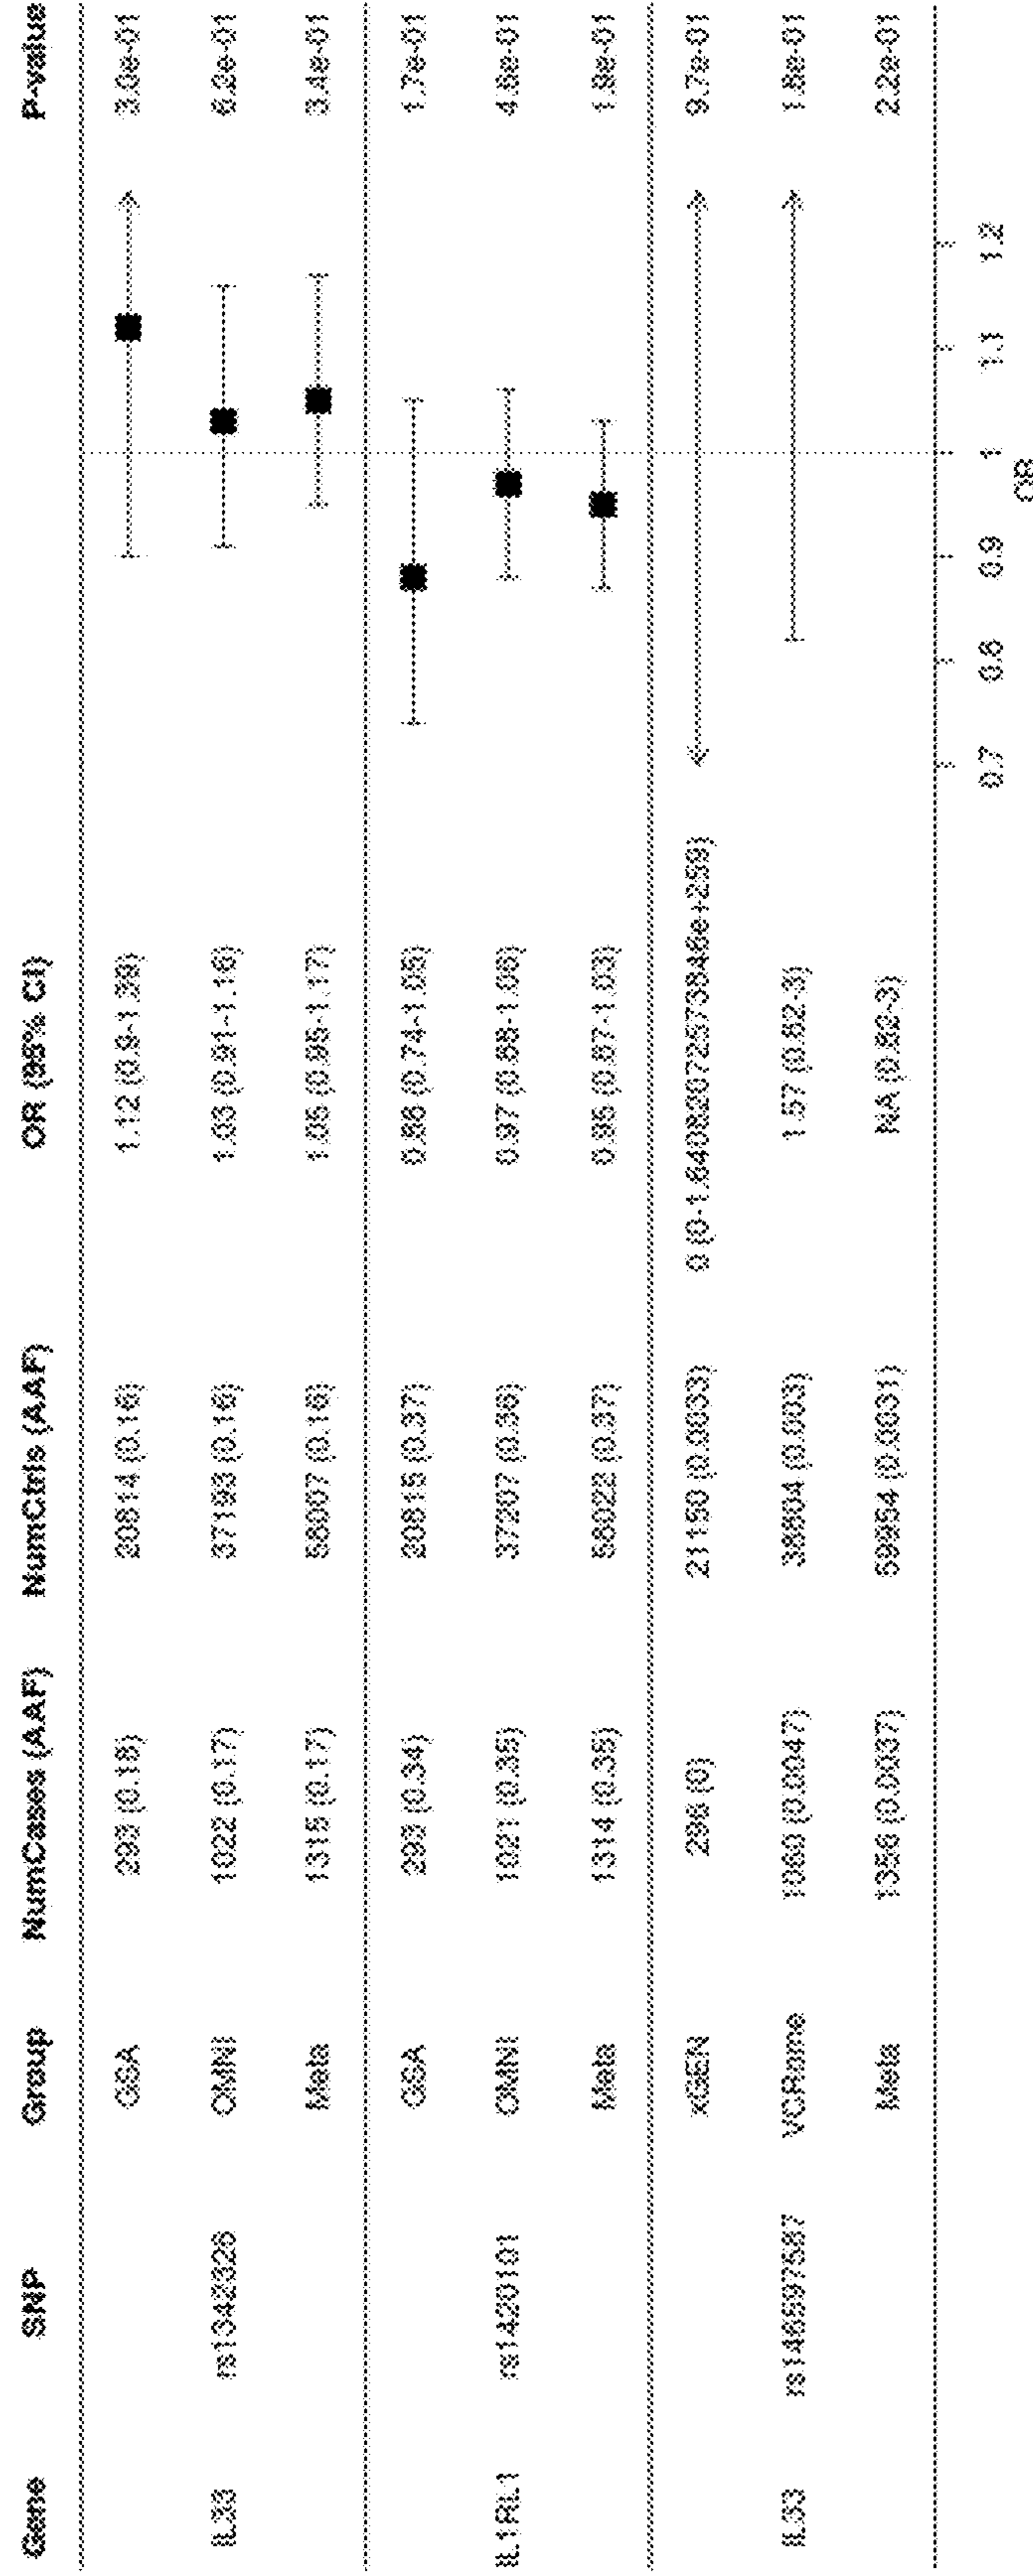 Gene SNP Group NumCases (AAF) NumCtrls (AAF) OR (95% CI) P-value
GSA 293 (0.18) 20814 (0.16) 1.12 (0.9-1.39) 3.0e-01
IL33 rs1342326 OMNI 1022 (0.17) 37193 (0.16) 1.03 (0.91-1.16) 6.2e-01
Meta 1315 (0.17) 58007 (0.16) 1.05 (0.95-1.17) 3.4e-01
GSA 293 (0.34) 20815 (0.37) 0.88 (0.74-1.05) 1.7e-01
IL1RL1 rs1420101 OMNI 1021 (0.35) 37207 (0.36) 0.97 (0.88-1.06) 4.6e-01
Meta 1314 (0.35) 58022 (0.37) 0.95 (0.87-1.03) 1.9e-01
xGEN 296 (0) 21150 (0.0033) 9.7e-01
IL33 rs146597587 VCRome 1060 (0.0047) 38804 (0.003) 1.57 (0.82-3) 1.8e-01
Meta 1356 (0.0037) 59954 (0.0031) NA (0.82-3) 2.2e-01
0.7 0.8 0.9 1 1.1 1.2
OR